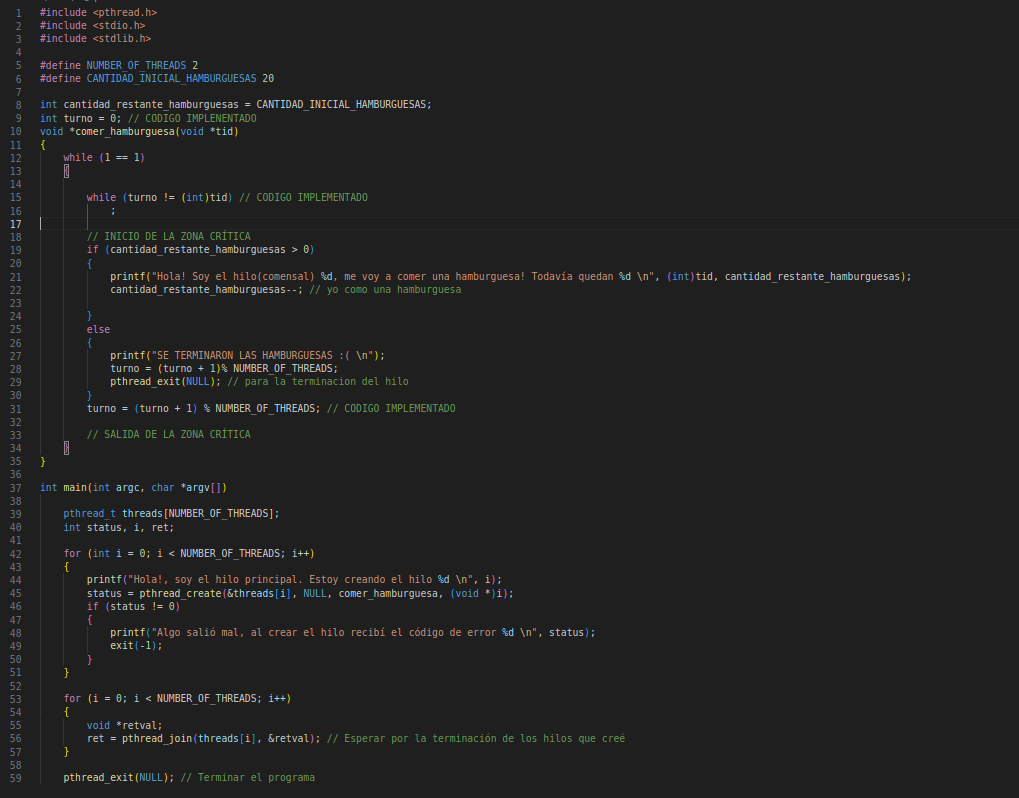 1 #include <pthread.h>
2 #include <stdio.h>
3 #include <stdlib.h>
4
5 #define NUMBER_OF_THREADS 2
6 #define CANTIDAD_INICIAL_HAMBURGUESAS 20
7
8 int cantidad_restante_hamburguesas = CANTIDAD_INICIAL_HAMBURGUESAS;
9 int turno = 0; // CODIGO IMPLENENTADO
10 void *comer_hamburguesa(void *tid)
11 {
12     while (1 == 1)
13     {
14
15         while (turno != (int)tid) // CODIGO IMPLEMENTADO
16             ;
17
18         // INICIO DE LA ZONA CRÍTICA
19         if (cantidad_restante_hamburguesas > 0)
20         {
21             printf("Hola! Soy el hilo(comensal) %d, me voy a comer una hamburguesa! Todavía quedan %d \n", (int)tid, cantidad_restante_hamburguesas);
22             cantidad_restante_hamburguesas--; // yo como una hamburguesa
23
24         }
25         else
26         {
27             printf("SE TERMINARON LAS HAMBURGUESAS :( \n");
28             turno = (turno + 1)% NUMBER_OF_THREADS;
29             pthread_exit(NULL); // para la terminacion del hilo
30         }
31         turno = (turno + 1) % NUMBER_OF_THREADS; // CODIGO IMPLEMENTADO
32
33         // SALIDA DE LA ZONA CRÍTICA
34     }
35 }
36
37 int main(int argc, char *argv[])
38
39     pthread_t threads[NUMBER_OF_THREADS];
40     int status, i, ret;
41
42     for (int i = 0; i < NUMBER_OF_THREADS; i++)
43     {
44         printf("Hola!, soy el hilo principal. Estoy creando el hilo %d \n", i);
45         status = pthread_create(&threads[i], NULL, comer_hamburguesa, (void *)i);
46         if (status != 0)
47         {
48             printf("Algo salió mal, al crear el hilo recibí el código de error %d \n", status);
49             exit(-1);
50         }
51     }
52
53     for (i = 0; i < NUMBER_OF_THREADS; i++)
54     {
55         void *retval;
56         ret = pthread_join(threads[i], &retval); // Esperar por la terminación de los hilos que creé
57     }
58
59     pthread_exit(NULL); // Terminar el programa